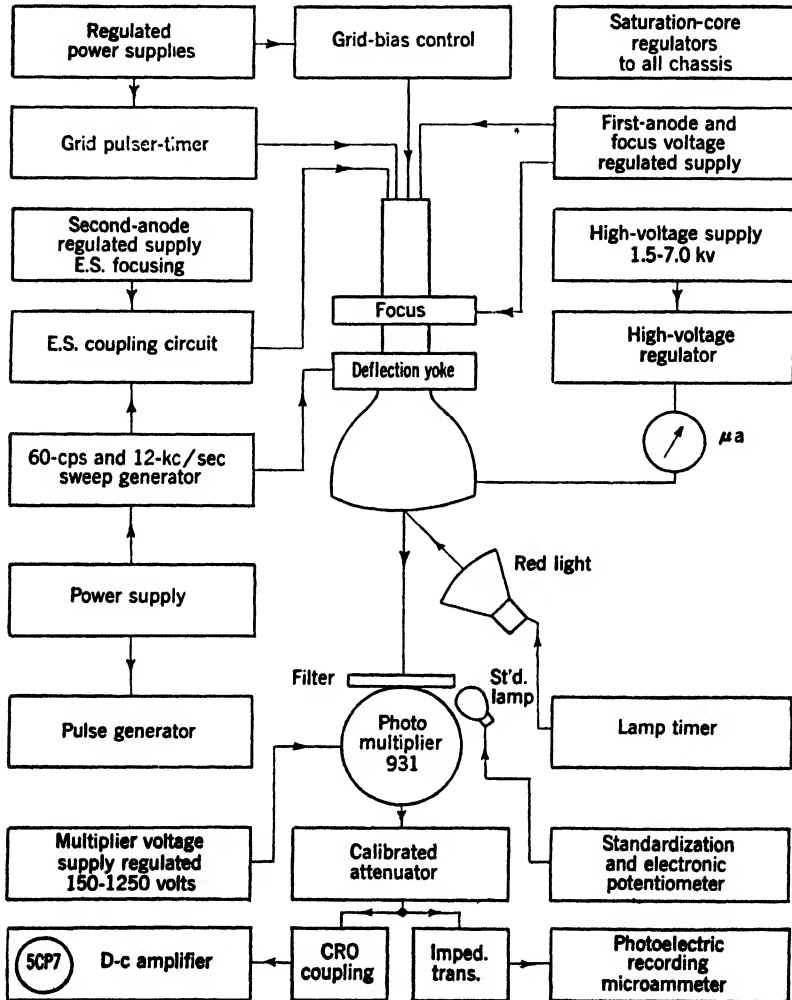 Regulated
power supplies
Grid-bias control
Saturation-core
regulators
to all chassis
Grid pulser-timer
First-anode and
focus voltage
regulated supply
Second-anode
regulated supply
E.S. focusing
High-voltage supply
1.5-7.0 kv
Focus
E.S. coupling circuit
High-voltage
regulator
Deflection yoke
μa
60-cps and 12-kc/sec
sweep generator
Red light
Power supply
Filter
St'd.
lamp
Pulse generator
Photo
multiplier
931
Lamp timer
Multiplier voltage
supply regulated
150-1250 volts
Calibrated
attenuator
Standardization
and electronic
potentiometer
5CP7
D-c amplifier
CRO
coupling
Imped.
trans.
Photoelectric
recording
microammeter